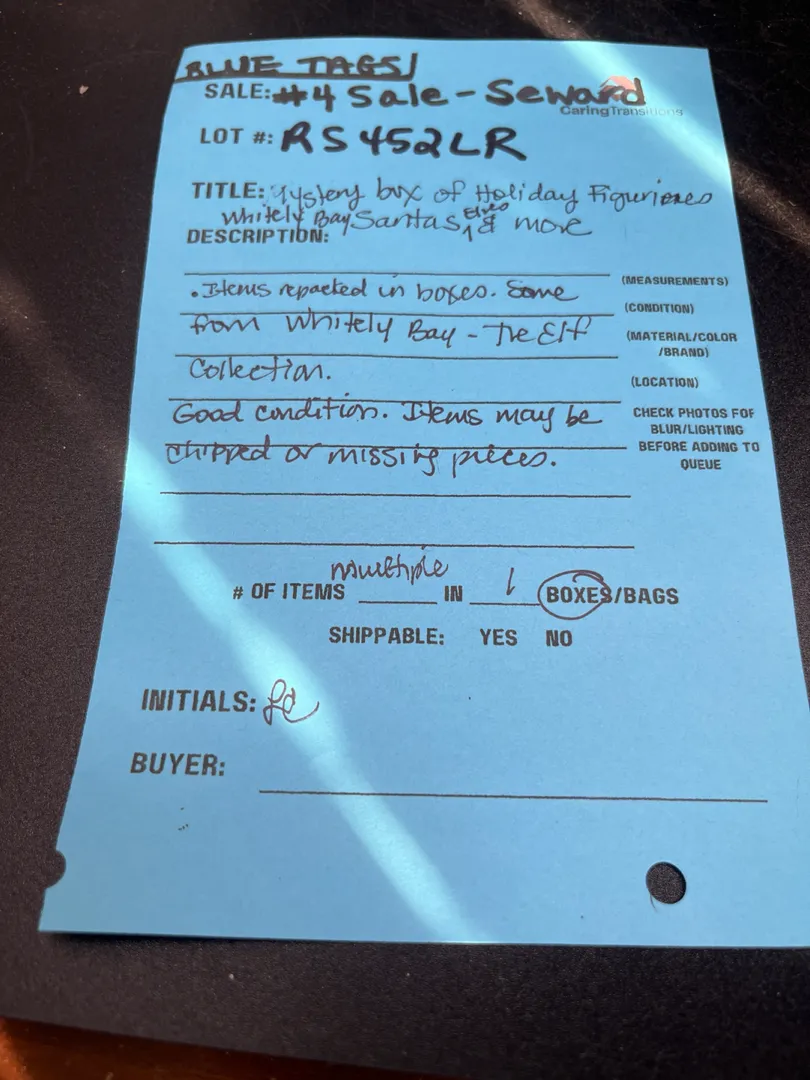 BLUE TAGS/
SALE: #4 Sale - Seward
CaringTransitions
LOT #: RS452LR
TITLE: Mystery box of Holiday Figurines
Whitely Bay Santas, Elves & more
DESCRIPTION:
(MEASUREMENTS)
• Items repacked in boxes. Some
(CONDITION)
from Whitely Bay - The Elf
(MATERIAL/COLOR
/BRAND)
Collection.
(LOCATION)
Good condition. Items may be
chipped or missing pieces.
CHECK PHOTOS FOR
BLUR/LIGHTING
BEFORE ADDING TO
QUEUE
# OF ITEMS multiple IN 1 BOXES/BAGS
SHIPPABLE: YES NO
INITIALS:
BUYER: